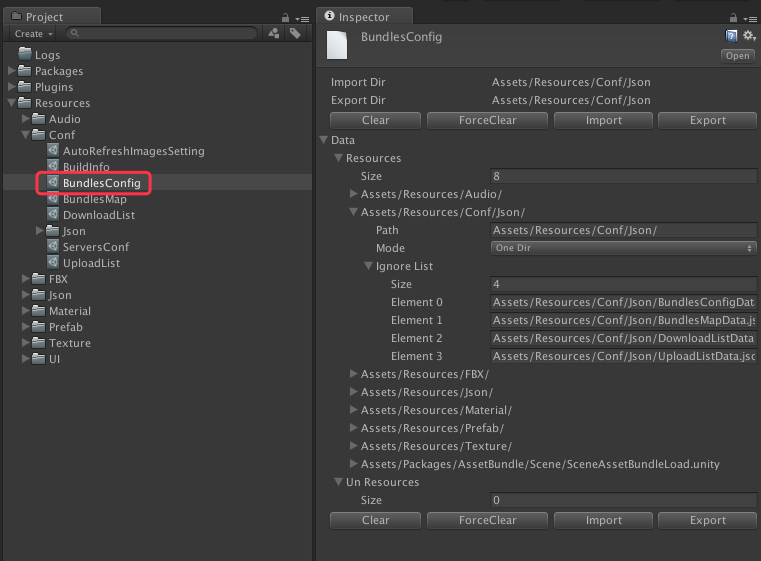 Project
Create
Logs
Packages
Plugins
Resources
Audio
Conf
AutoRefreshImagesSetting
BuildInfo
BundlesConfig
BundlesMap
DownloadList
Json
ServersConf
UploadList
FBX
Json
Material
Prefab
Texture
UI
Inspector
BundlesConfig
Open
Import Dir Assets/Resources/Conf/Json
Export Dir Assets/Resources/Conf/Json
Clear ForceClear Import Export
Data
Resources
Size 8
Assets/Resources/Audio/
Assets/Resources/Conf/Json/
Path Assets/Resources/Conf/Json/
Mode One Dir
Ignore List
Size 4
Element 0 Assets/Resources/Conf/Json/BundlesConfigData
Element 1 Assets/Resources/Conf/Json/BundlesMapData.js
Element 2 Assets/Resources/Conf/Json/DownloadListData
Element 3 Assets/Resources/Conf/Json/UploadListData.jso
Assets/Resources/FBX/
Assets/Resources/Json/
Assets/Resources/Material/
Assets/Resources/Prefab/
Assets/Resources/Texture/
Assets/Packages/AssetBundle/Scene/SceneAssetBundleLoad.unity
Un Resources
Size 0
Clear ForceClear Import Export